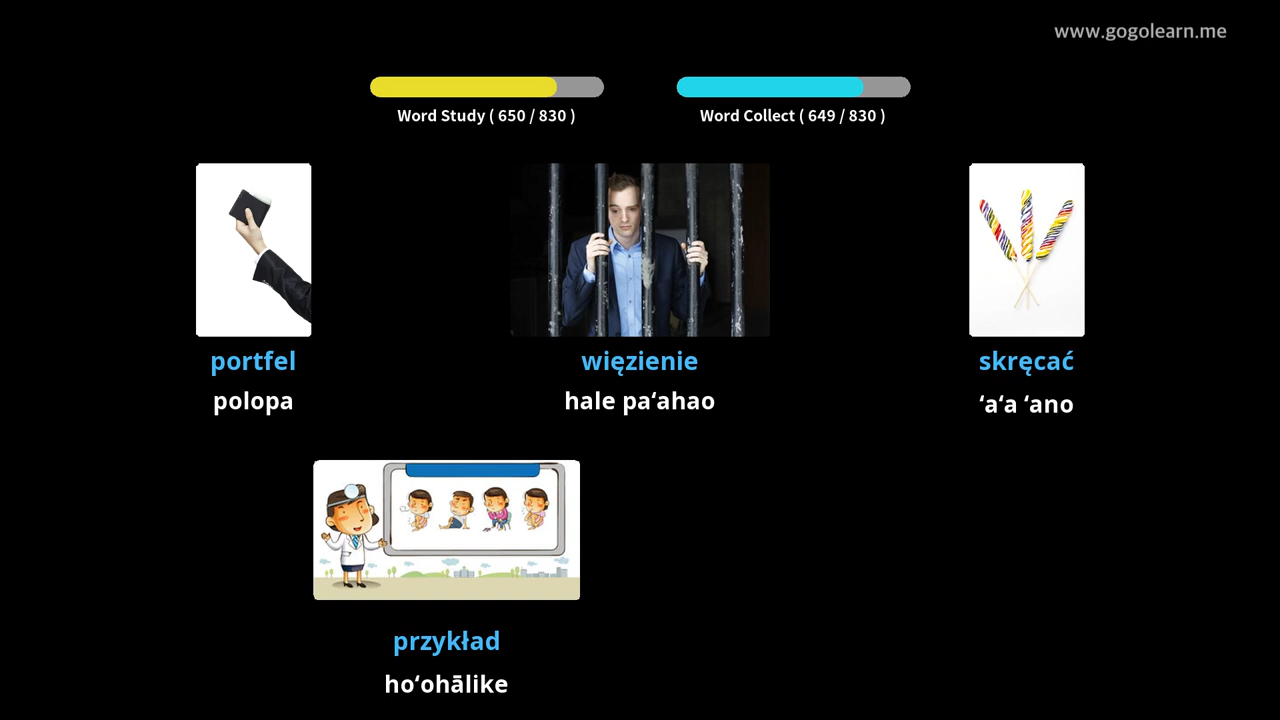 www.gogolearn.me
Word Study ( 650 / 830 )
Word Collect ( 649 / 830 )
portfel
polopa
więzienie
hale paʻahao
skręcać
ʻaʻa ʻano
przykład
hoʻohālike